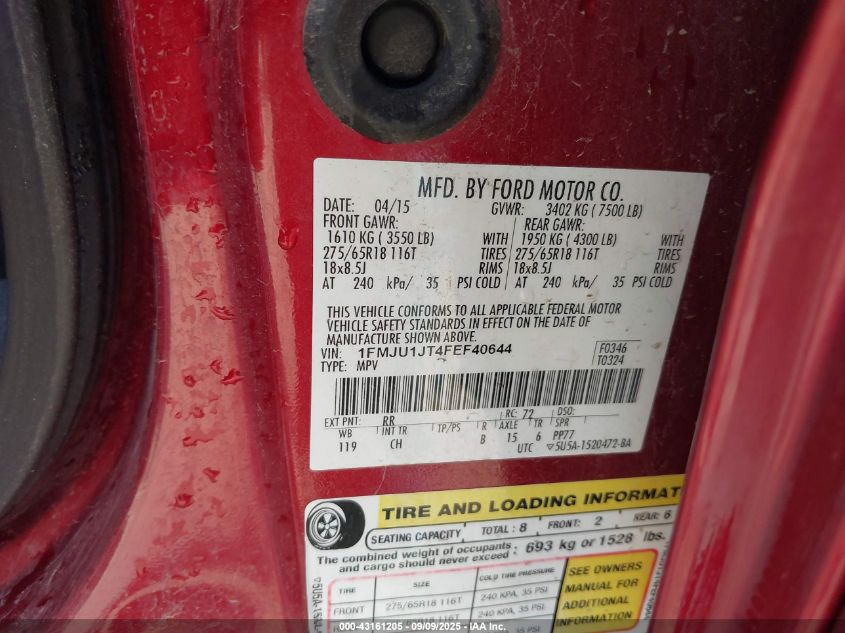 MFD. BY FORD MOTOR CO.
DATE: 04/15 GVWR: 3402 KG ( 7500 LB)
FRONT GAWR: REAR GAWR:
1610 KG ( 3550 LB) WITH 1950 KG ( 4300 LB) WITH
275/65R18 116T TIRES 275/65R18 116T TIRES
18x8.5J RIMS 18x8.5J RIMS
AT 240 kPa/ 35 PSI COLD AT 240 kPa/ 35 PSI COLD
THIS VEHICLE CONFORMS TO ALL APPLICABLE FEDERAL MOTOR
VEHICLE SAFETY STANDARDS IN EFFECT ON THE DATE OF
MANUFACTURE SHOWN ABOVE.
VIN: 1FMJU1JT4FEF40644 F0346
TYPE: MPV T0324
EXT PNT: RR RC: 72 DSO:
WB INT TR TP/PS R AXLE TR SPR
119 CH B 15 6 PP77
UTC ▽5U5A-1520472-BA
TIRE AND LOADING INFORMAT
SEATING CAPACITY TOTAL : 8 FRONT: 2 REAR: 6
The combined weight of occupants
and cargo should never exceed : 693 kg or 1528 lbs.
TIRE SIZE COLD TIRE PRESSURE
FRONT 275/65R18 116T 240 KPA, 35 PSI
SEE OWNERS
MANUAL FOR
ADDITIONAL
INFORMATION
000-43161205 - 09/09/2025 - IAA Inc.